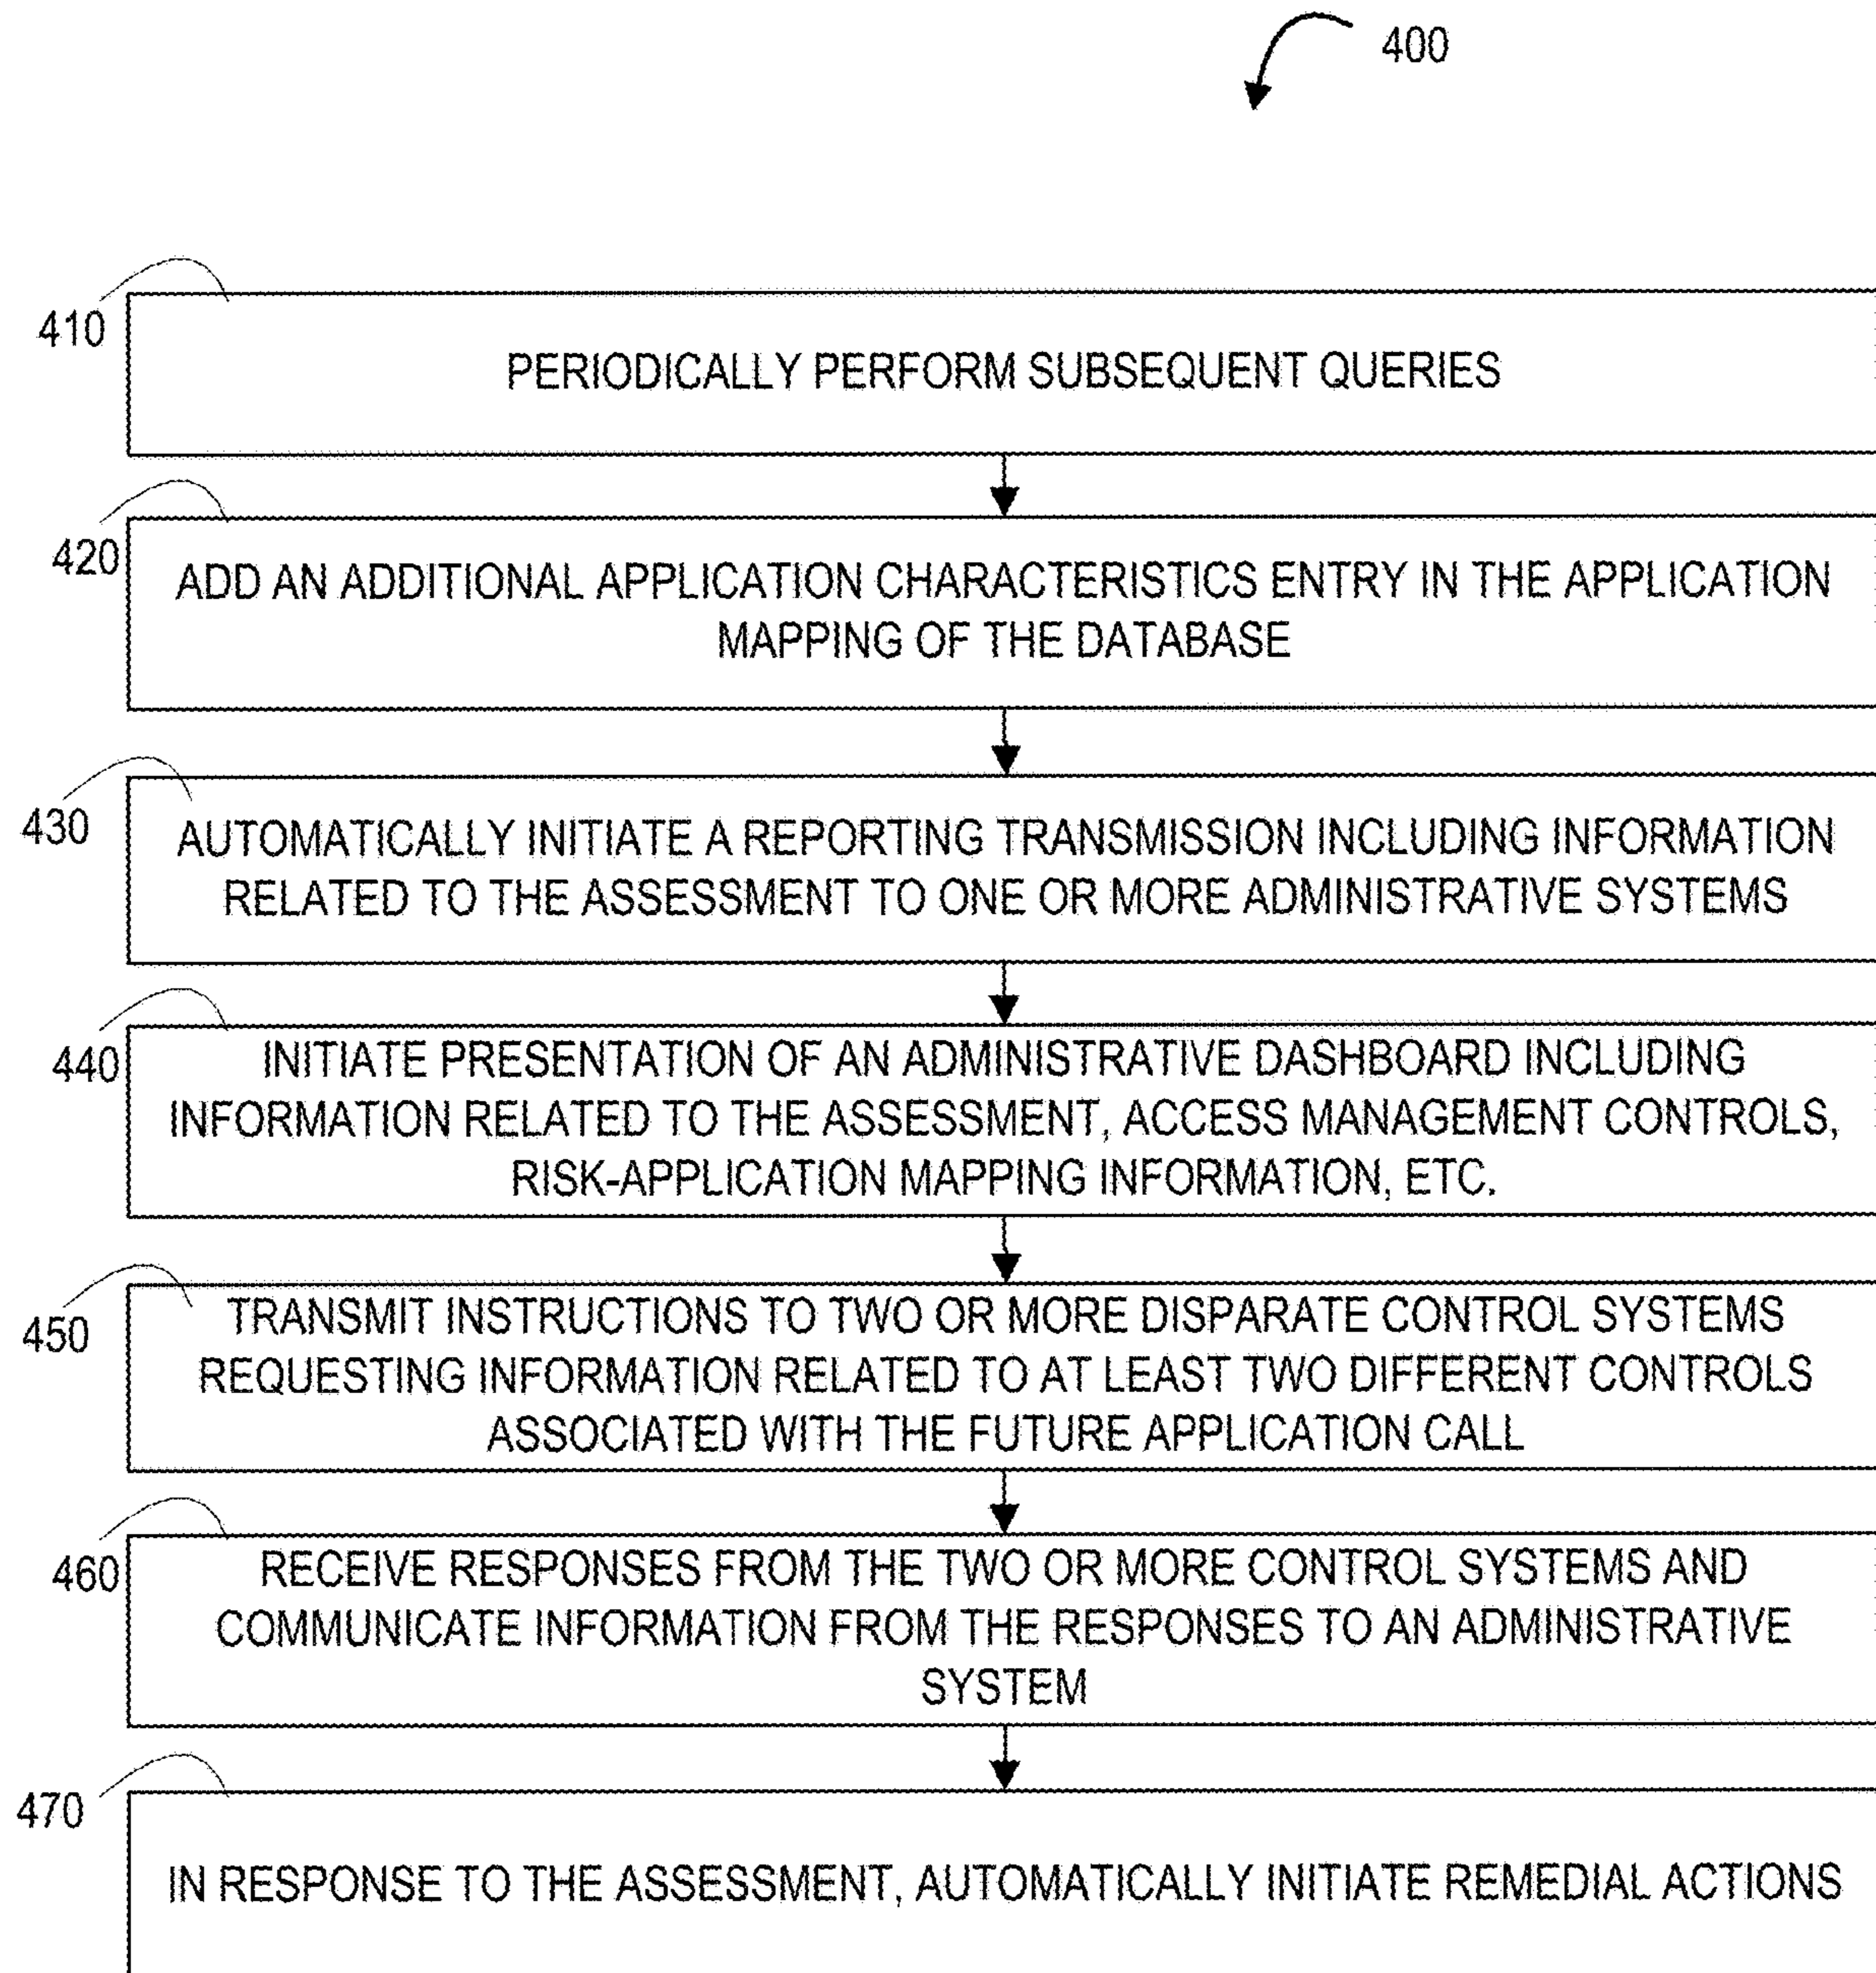 400
410
PERIODICALLY PERFORM SUBSEQUENT QUERIES
420
ADD AN ADDITIONAL APPLICATION CHARACTERISTICS ENTRY IN THE APPLICATION
MAPPING OF THE DATABASE
430
AUTOMATICALLY INITIATE A REPORTING TRANSMISSION INCLUDING INFORMATION
RELATED TO THE ASSESSMENT TO ONE OR MORE ADMINISTRATIVE SYSTEMS
440
INITIATE PRESENTATION OF AN ADMINISTRATIVE DASHBOARD INCLUDING
INFORMATION RELATED TO THE ASSESSMENT, ACCESS MANAGEMENT CONTROLS,
RISK-APPLICATION MAPPING INFORMATION, ETC.
450
TRANSMIT INSTRUCTIONS TO TWO OR MORE DISPARATE CONTROL SYSTEMS
REQUESTING INFORMATION RELATED TO AT LEAST TWO DIFFERENT CONTROLS
ASSOCIATED WITH THE FUTURE APPLICATION CALL
460
RECEIVE RESPONSES FROM THE TWO OR MORE CONTROL SYSTEMS AND
COMMUNICATE INFORMATION FROM THE RESPONSES TO AN ADMINISTRATIVE
SYSTEM
470
IN RESPONSE TO THE ASSESSMENT, AUTOMATICALLY INITIATE REMEDIAL ACTIONS